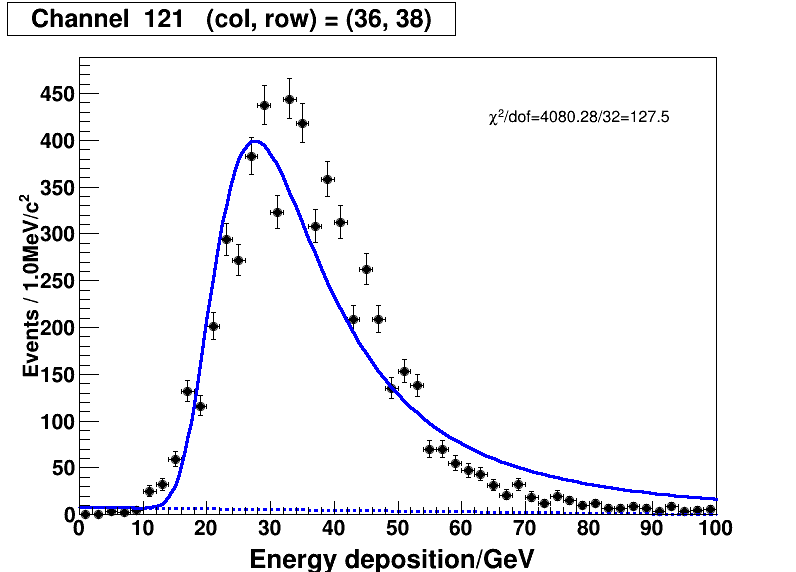 Channel  121   (col, row) = (36, 38)
χ²/dof=4080.28/32=127.5
Events / 1.0MeV/c²
450
400
350
300
250
200
150
100
50
0
0 10 20 30 40 50 60 70 80 90 100
Energy deposition/GeV